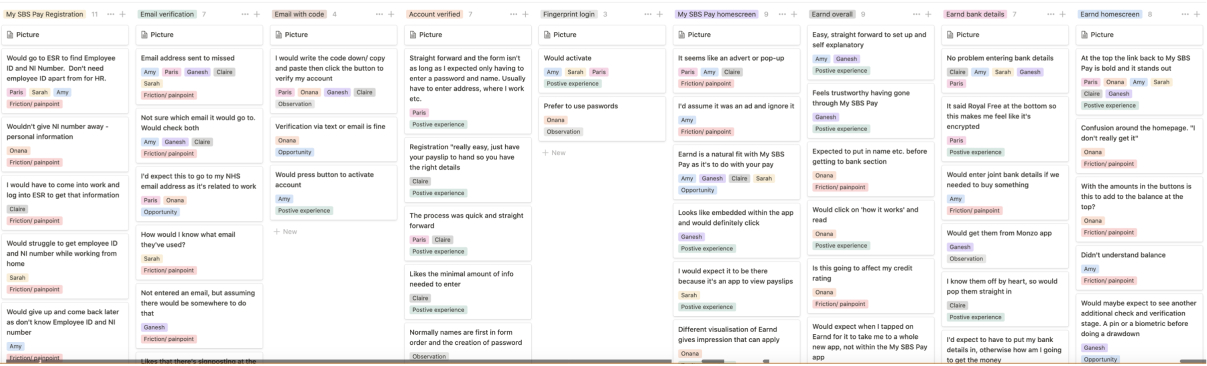 My SBS Pay Registration 11 ... +
Picture
Would go to ESR to find Employee
ID and NI Number. Don't need
employee ID apart from for HR.
Paris Sarah Amy
Friction/ painpoint
Wouldn't give NI number away -
personal information
Onana
Friction/ painpoint
I would have to come into work and
log into ESR to get that information
Claire
Friction/ painpoint
Would struggle to get employee ID
and NI number while working from
home
Sarah
Friction/ painpoint
Would give up and come back later
as don't know Employee ID and NI
number
Amy
Friction/ painpoint
Email verification 7 ... +
Picture
Email address sent to missed
Amy Paris Ganesh Claire
Sarah
Friction/ painpoint
Not sure which email it would go to.
Would check both
Amy Ganesh Claire
Friction/ painpoint
I'd expect this to go to my NHS
email address as it's related to work
Paris Onana
Opportunity
How would I know what email
they've used?
Sarah
Friction/ painpoint
Not entered an email, but assuming
there would be somewhere to do
that
Ganesh
Friction/ painpoint
Likes that there's signposting at the
Email with code 4 ... +
Picture
I would write the code down/ copy
and paste then click the button to
verify my account
Paris Onana Ganesh Claire
Observation
Verification via text or email is fine
Onana
Opportunity
Would press button to activate
account
Amy
Postive experience
+ New
Account verified 7 ... +
Picture
Straight forward and the form isn't
as long as I expected only having to
enter a password and name. Usually
have to enter address, where I work
etc.
Paris
Postive experience
Registration "really easy, just have
your payslip to hand so you have
the right details
Claire
Postive experience
The process was quick and straight
forward
Paris Claire
Postive experience
Likes the minimal amount of info
needed to enter
Claire
Postive experience
Normally names are first in form
order and the creation of password
Observation
Fingerprint login 3 ... +
Picture
Would activate
Amy Sarah Paris
Postive experience
Prefer to use paswords
Onana
Observation
+ New
My SBS Pay homescreen 9 ... +
Picture
It seems like an advert or pop-up
Paris Amy Claire
Friction/ painpoint
I'd assume it was an ad and ignore it
Amy
Friction/ painpoint
Earnd is a natural fit with My SBS
Pay as it's to do with your pay
Amy Ganesh Claire Sarah
Opportunity
Looks like embedded within the app
and would definitely click
Ganesh
Postive experience
I would expect it to be there
because it's an app to view payslips
Sarah
Postive experience
Different visualisation of Earnd
gives impression that can apply
Onana
Earnd overall 9 ... +
Easy, straight forward to set up and
self explanatory
Amy Ganesh
Postive experience
Feels trustworthy having gone
through My SBS Pay
Ganesh
Postive experience
Expected to put in name etc. before
getting to bank section
Onana
Friction/ painpoint
Would click on 'how it works' and
read
Onana
Postive experience
Is this going to affect my credit
rating
Onana
Friction/ painpoint
Would expect when I tapped on
Earnd for it to take me to a whole
new app, not within the My SBS Pay
app
Earnd bank details 7 ... +
Picture
No problem entering bank details
Claire Amy Sarah Ganesh
Paris
Postive experience
It said Royal Free at the bottom so
this makes me feel like it's
encrypted
Paris
Postive experience
Would enter joint bank details if we
needed to buy something
Amy
Friction/ painpoint
Would get them from Monzo app
Ganesh
Observation
I know them off by heart, so would
pop them straight in
Claire
Postive experience
I'd expect to have to put my bank
details in, otherwise how am I going
to get the money
Earnd homescreen 8 ... +
Picture
At the top the link back to My SBS
Pay is bold and it stands out
Paris Onana Amy Sarah
Claire Ganesh
Postive experience
Confusion around the homepage. "I
don't really get it"
Onana
Friction/ painpoint
With the amounts in the buttons is
this to add to the balance at the
top?
Onana
Friction/ painpoint
Didn't understand balance
Amy
Friction/ painpoint
Would maybe expect to see another
additional check and verification
stage. A pin or a biometric before
doing a drawdown
Ganesh
Opportunity